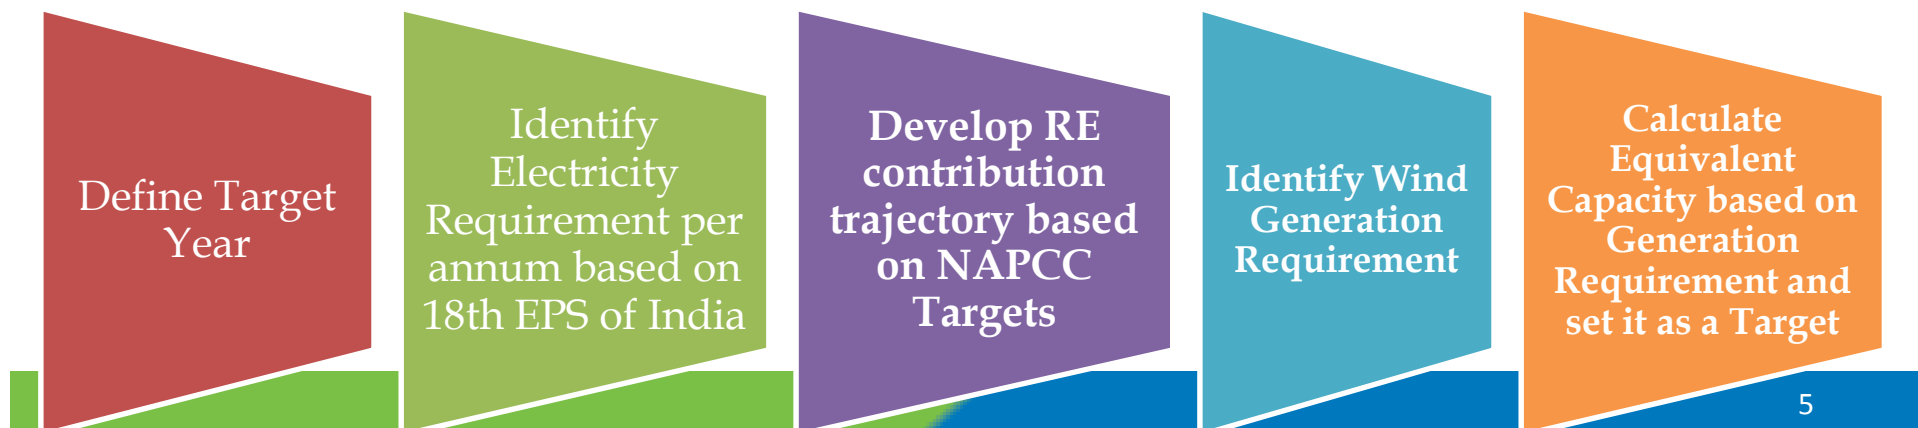 Define Target
Year
Identify
Electricity
Requirement per
annum based on
18th EPS of India
Develop RE
contribution
trajectory based
on NAPCC
Targets
Identify Wind
Generation
Requirement
Calculate
Equivalent
Capacity based on
Generation
Requirement and
set it as a Target
5